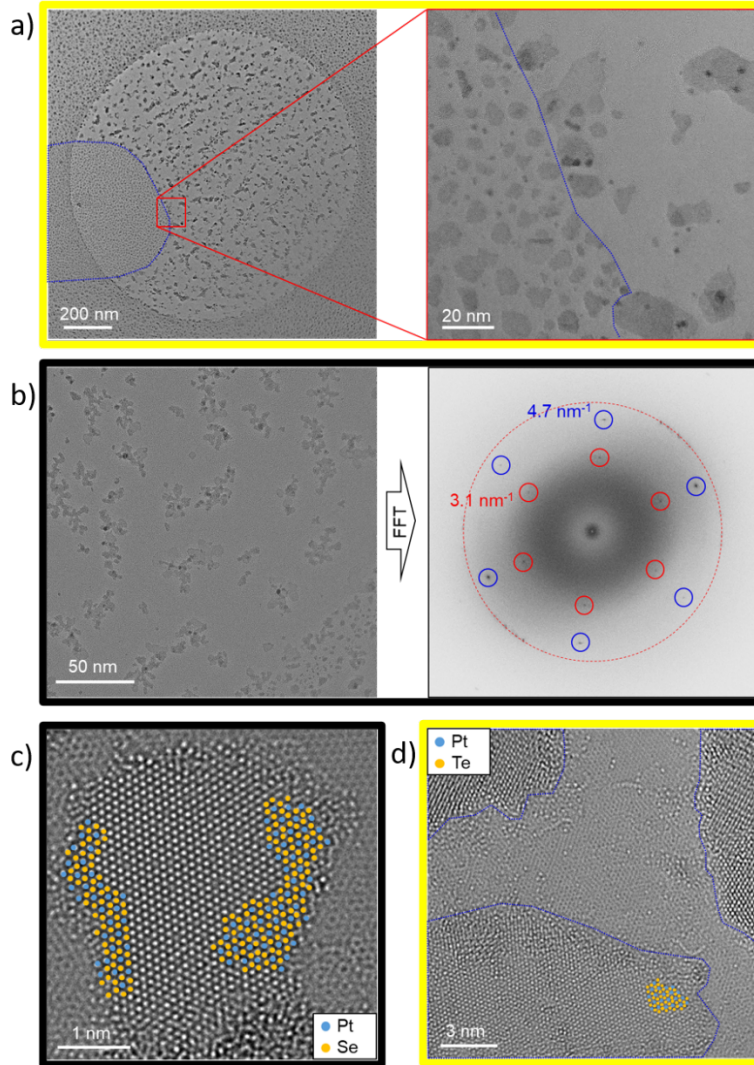 a)
200 nm
20 nm
b)
50 nm
FFT
4.7 nm⁻¹
3.1 nm⁻¹
c)
Pt
Se
1 nm
d)
Pt
Te
3 nm